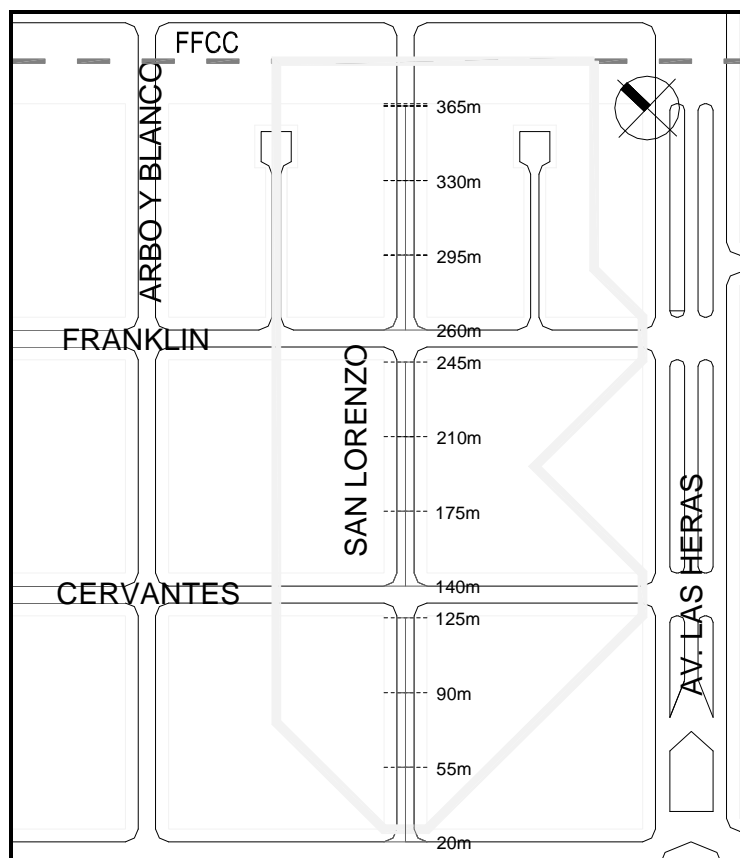 FFCC
ARBO Y BLANCO
365m
330m
295m
260m
FRANKLIN
SAN LORENZO
245m
210m
175m
140m
CERVANTES
AV. LAS HERAS
125m
90m
55m
20m